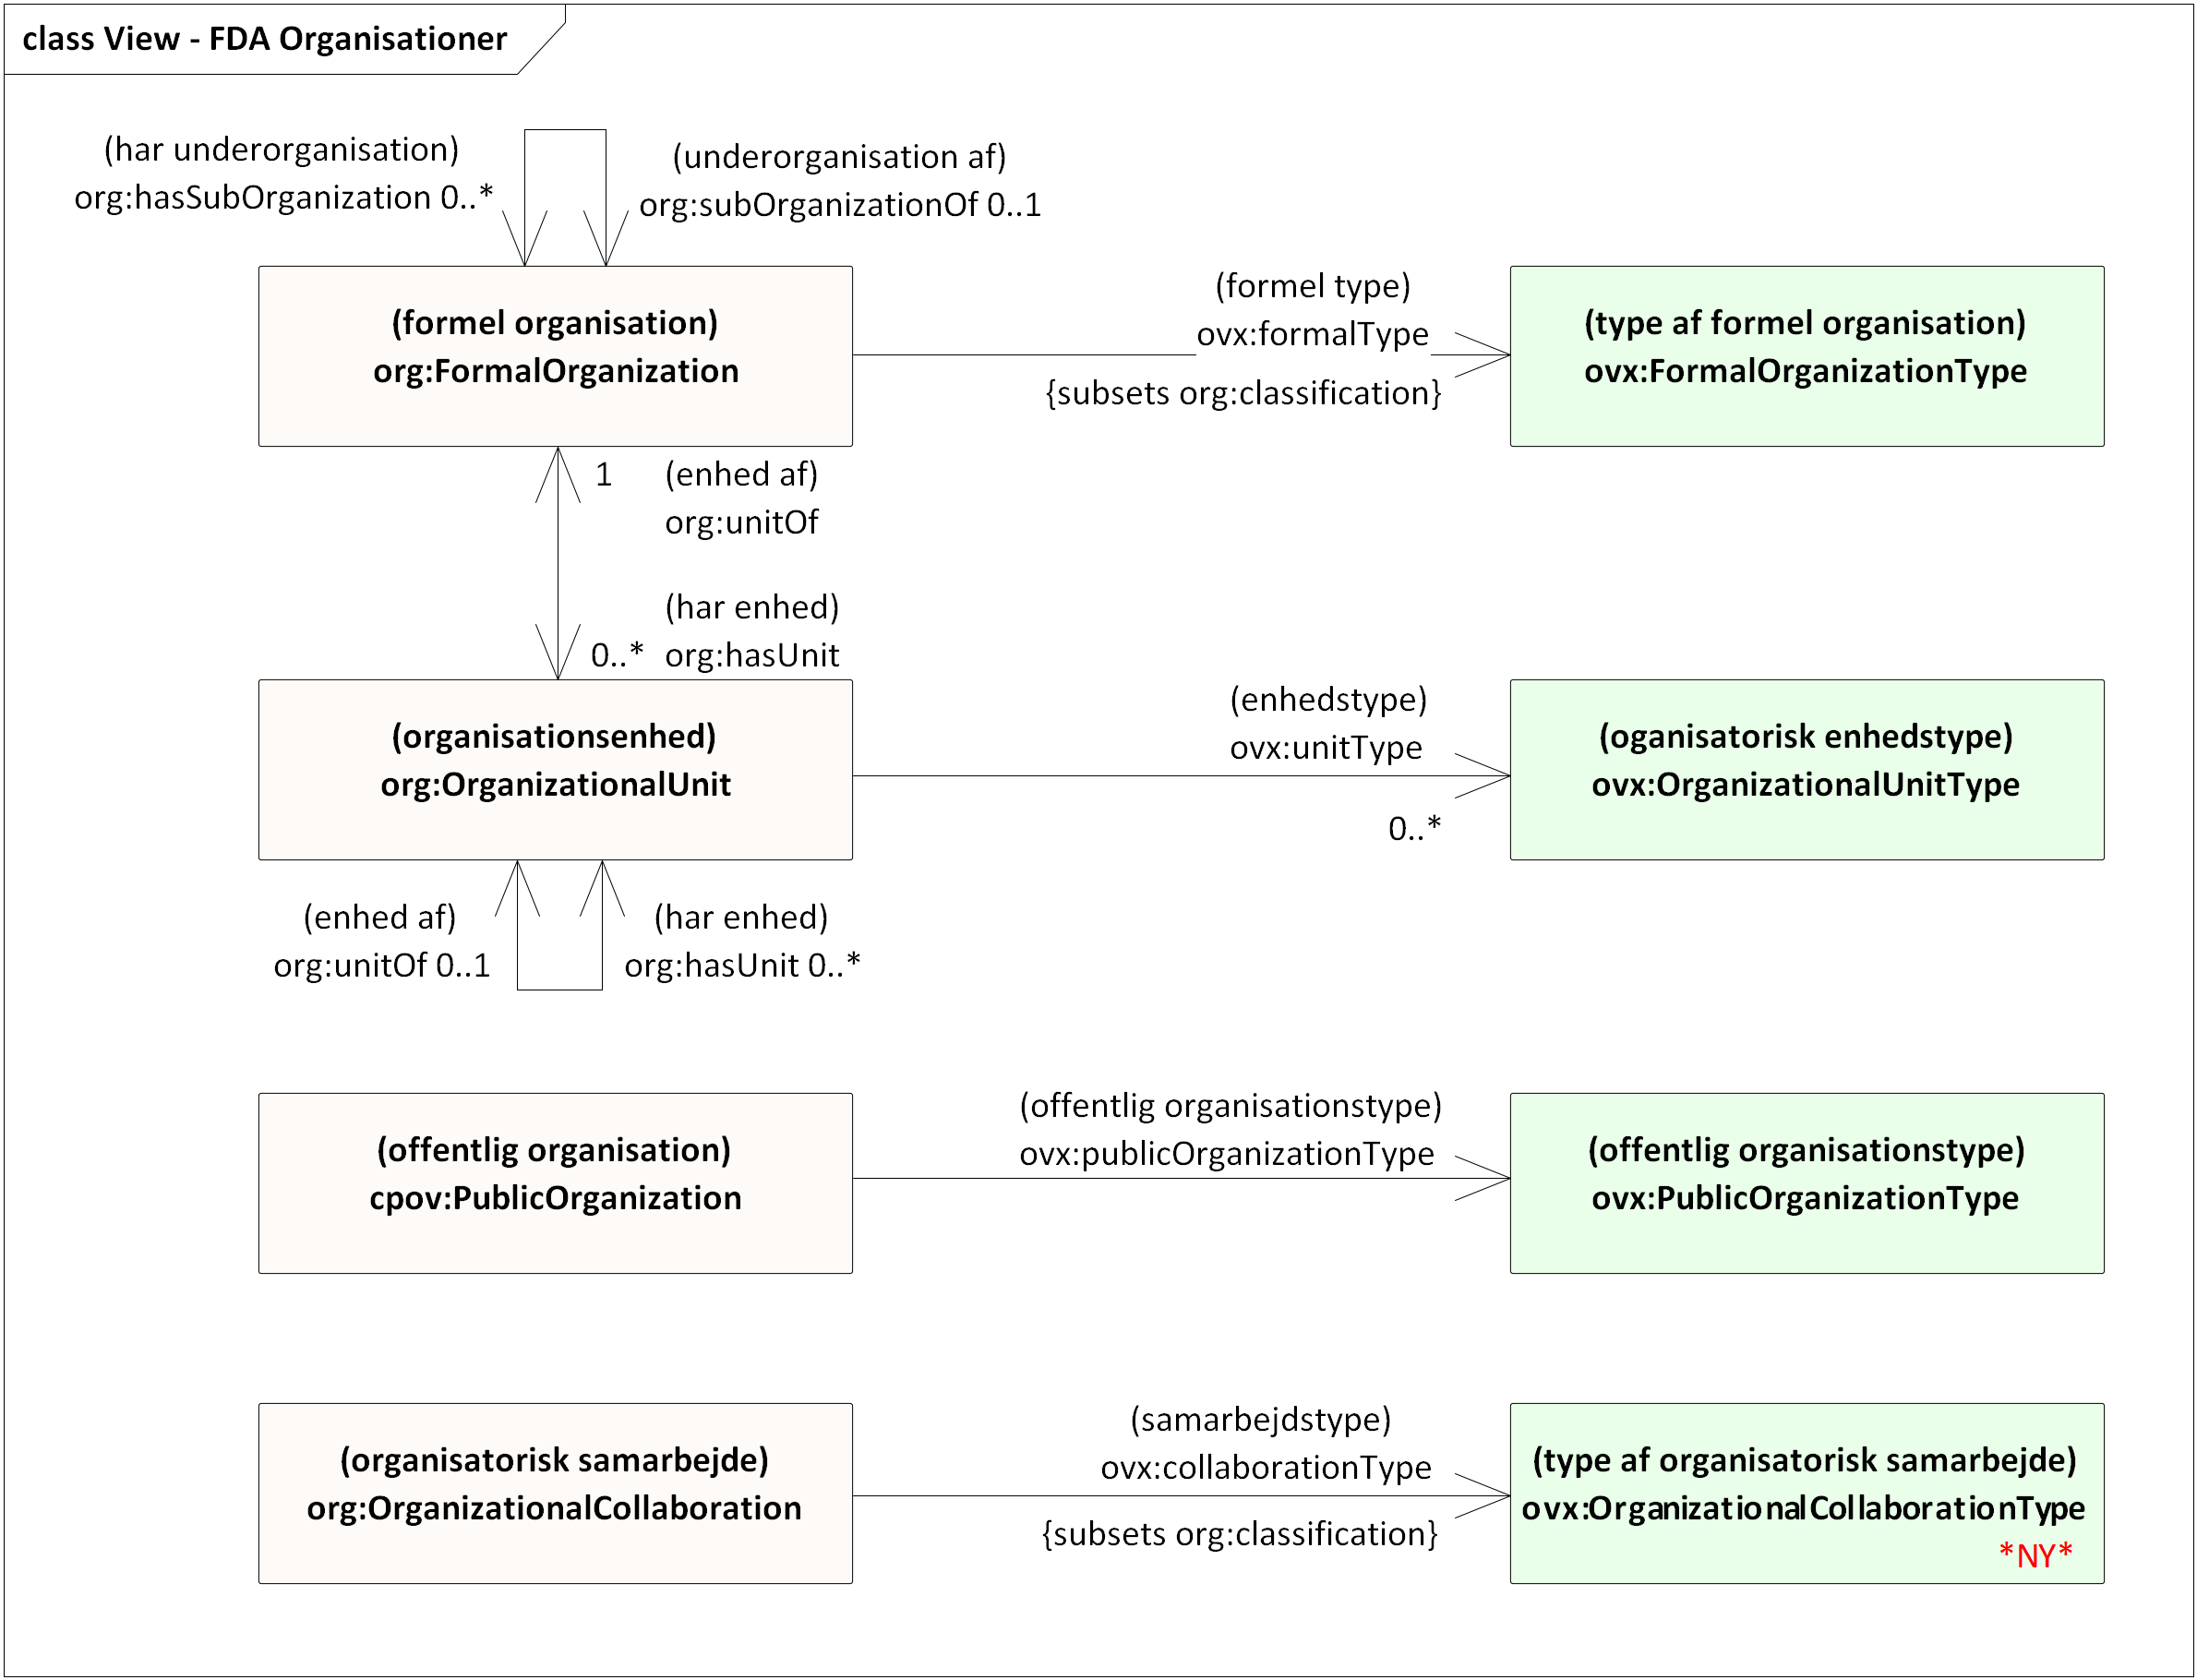 class View - FDA Organisationer
(har underorganisation)
org:hasSubOrganization 0..*
(underorganisation af)
org:subOrganizationOf 0..1
(formel organisation)
org:FormalOrganization
(formel type)
ovx:formalType
{subsets org:classification}
(type af formel organisation)
ovx:FormalOrganizationType
1
(enhed af)
org:unitOf
(har enhed)
0..* org:hasUnit
(organisationsenhed)
org:OrganizationalUnit
(enhedstype)
ovx:unitType
0..*
(oganisatorisk enhedstype)
ovx:OrganizationalUnitType
(enhed af)
org:unitOf 0..1
(har enhed)
org:hasUnit 0..*
(offentlig organisation)
cpov:PublicOrganization
(offentlig organisationstype)
ovx:publicOrganizationType
(offentlig organisationstype)
ovx:PublicOrganizationType
(organisatorisk samarbejde)
org:OrganizationalCollaboration
(samarbejdstype)
ovx:collaborationType
{subsets org:classification}
(type af organisatorisk samarbejde)
ovx:OrganizationalCollaborationType
*NY*